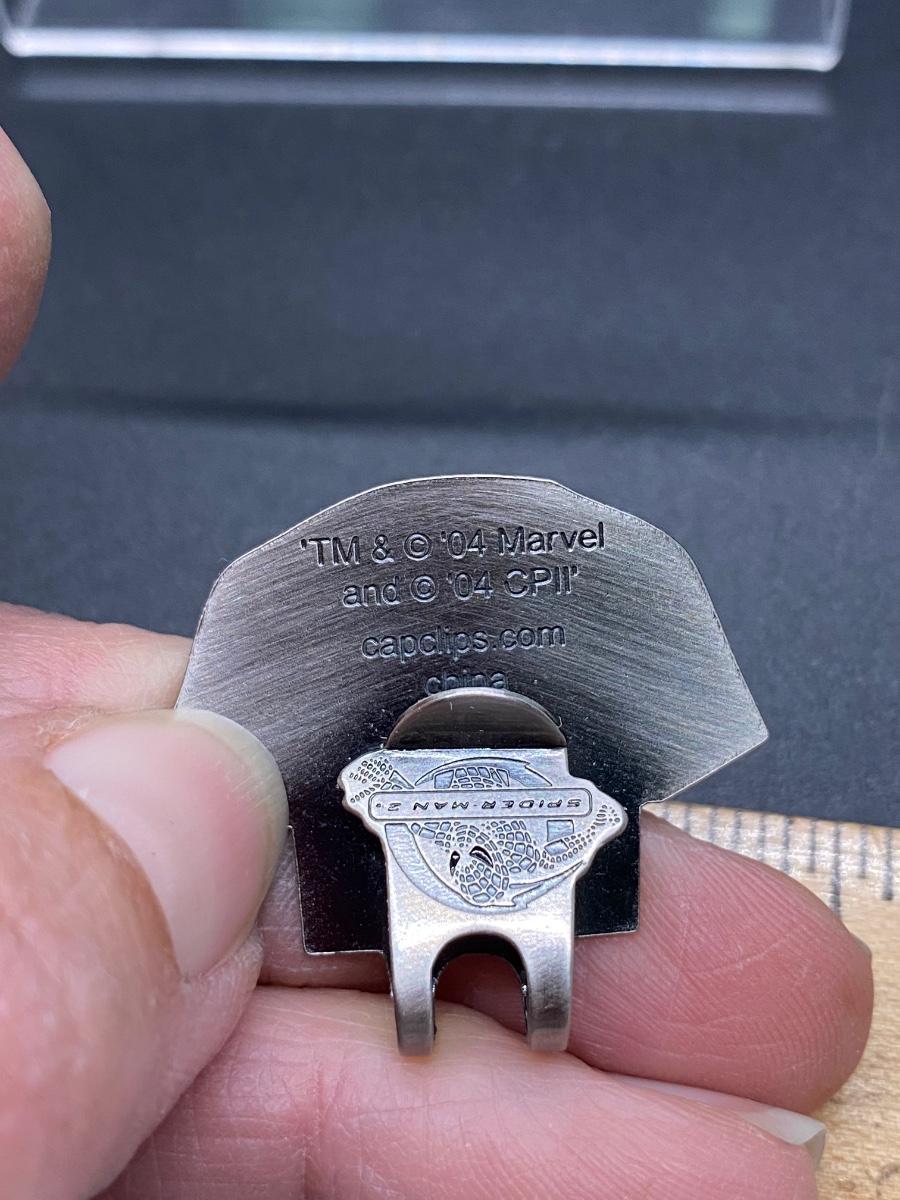 'TM & © '04 Marvel
and © '04 CPII'
capclips.com
china
SPIDER-MAN 2